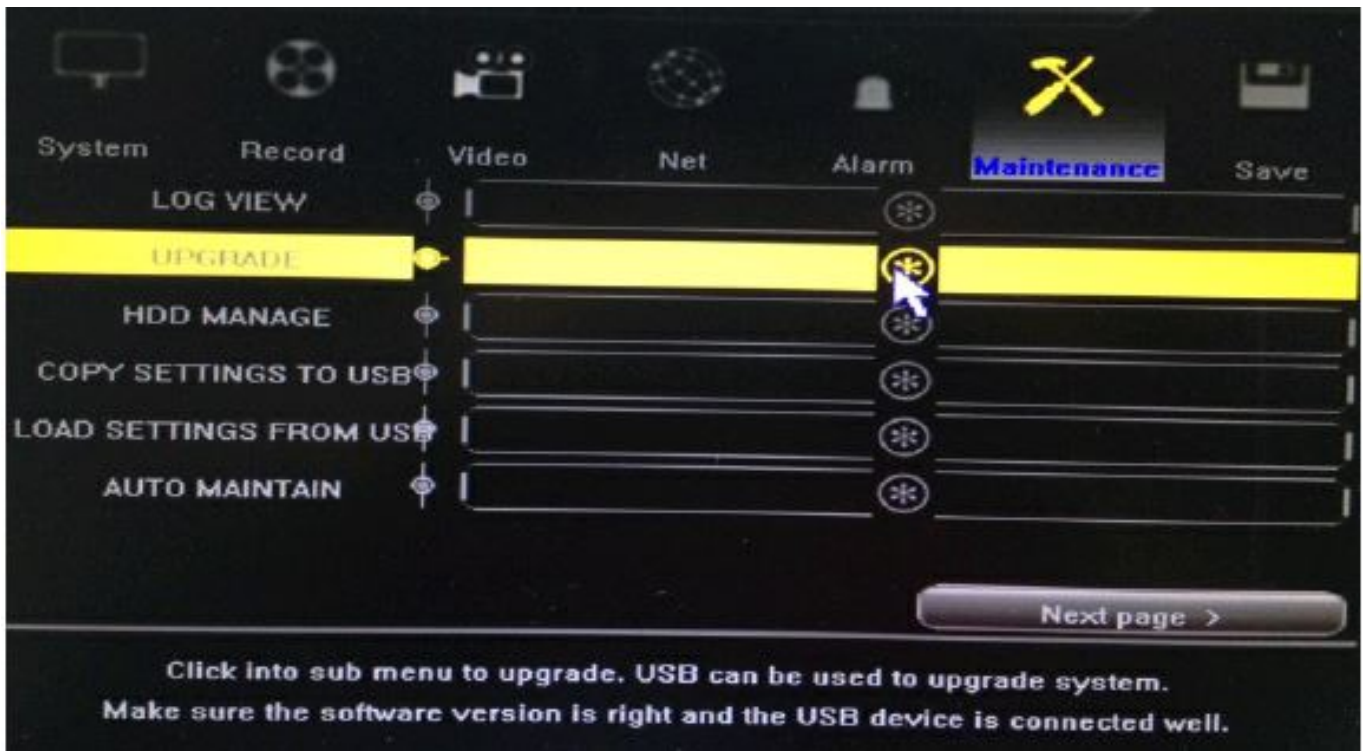 System Record Video Net Alarm Maintenance Save
LOG VIEW
UPGRADE
HDD MANAGE
COPY SETTINGS TO USB
LOAD SETTINGS FROM USB
AUTO MAINTAIN
Next page >
Click into sub menu to upgrade. USB can be used to upgrade system.
Make sure the software version is right and the USB device is connected well.